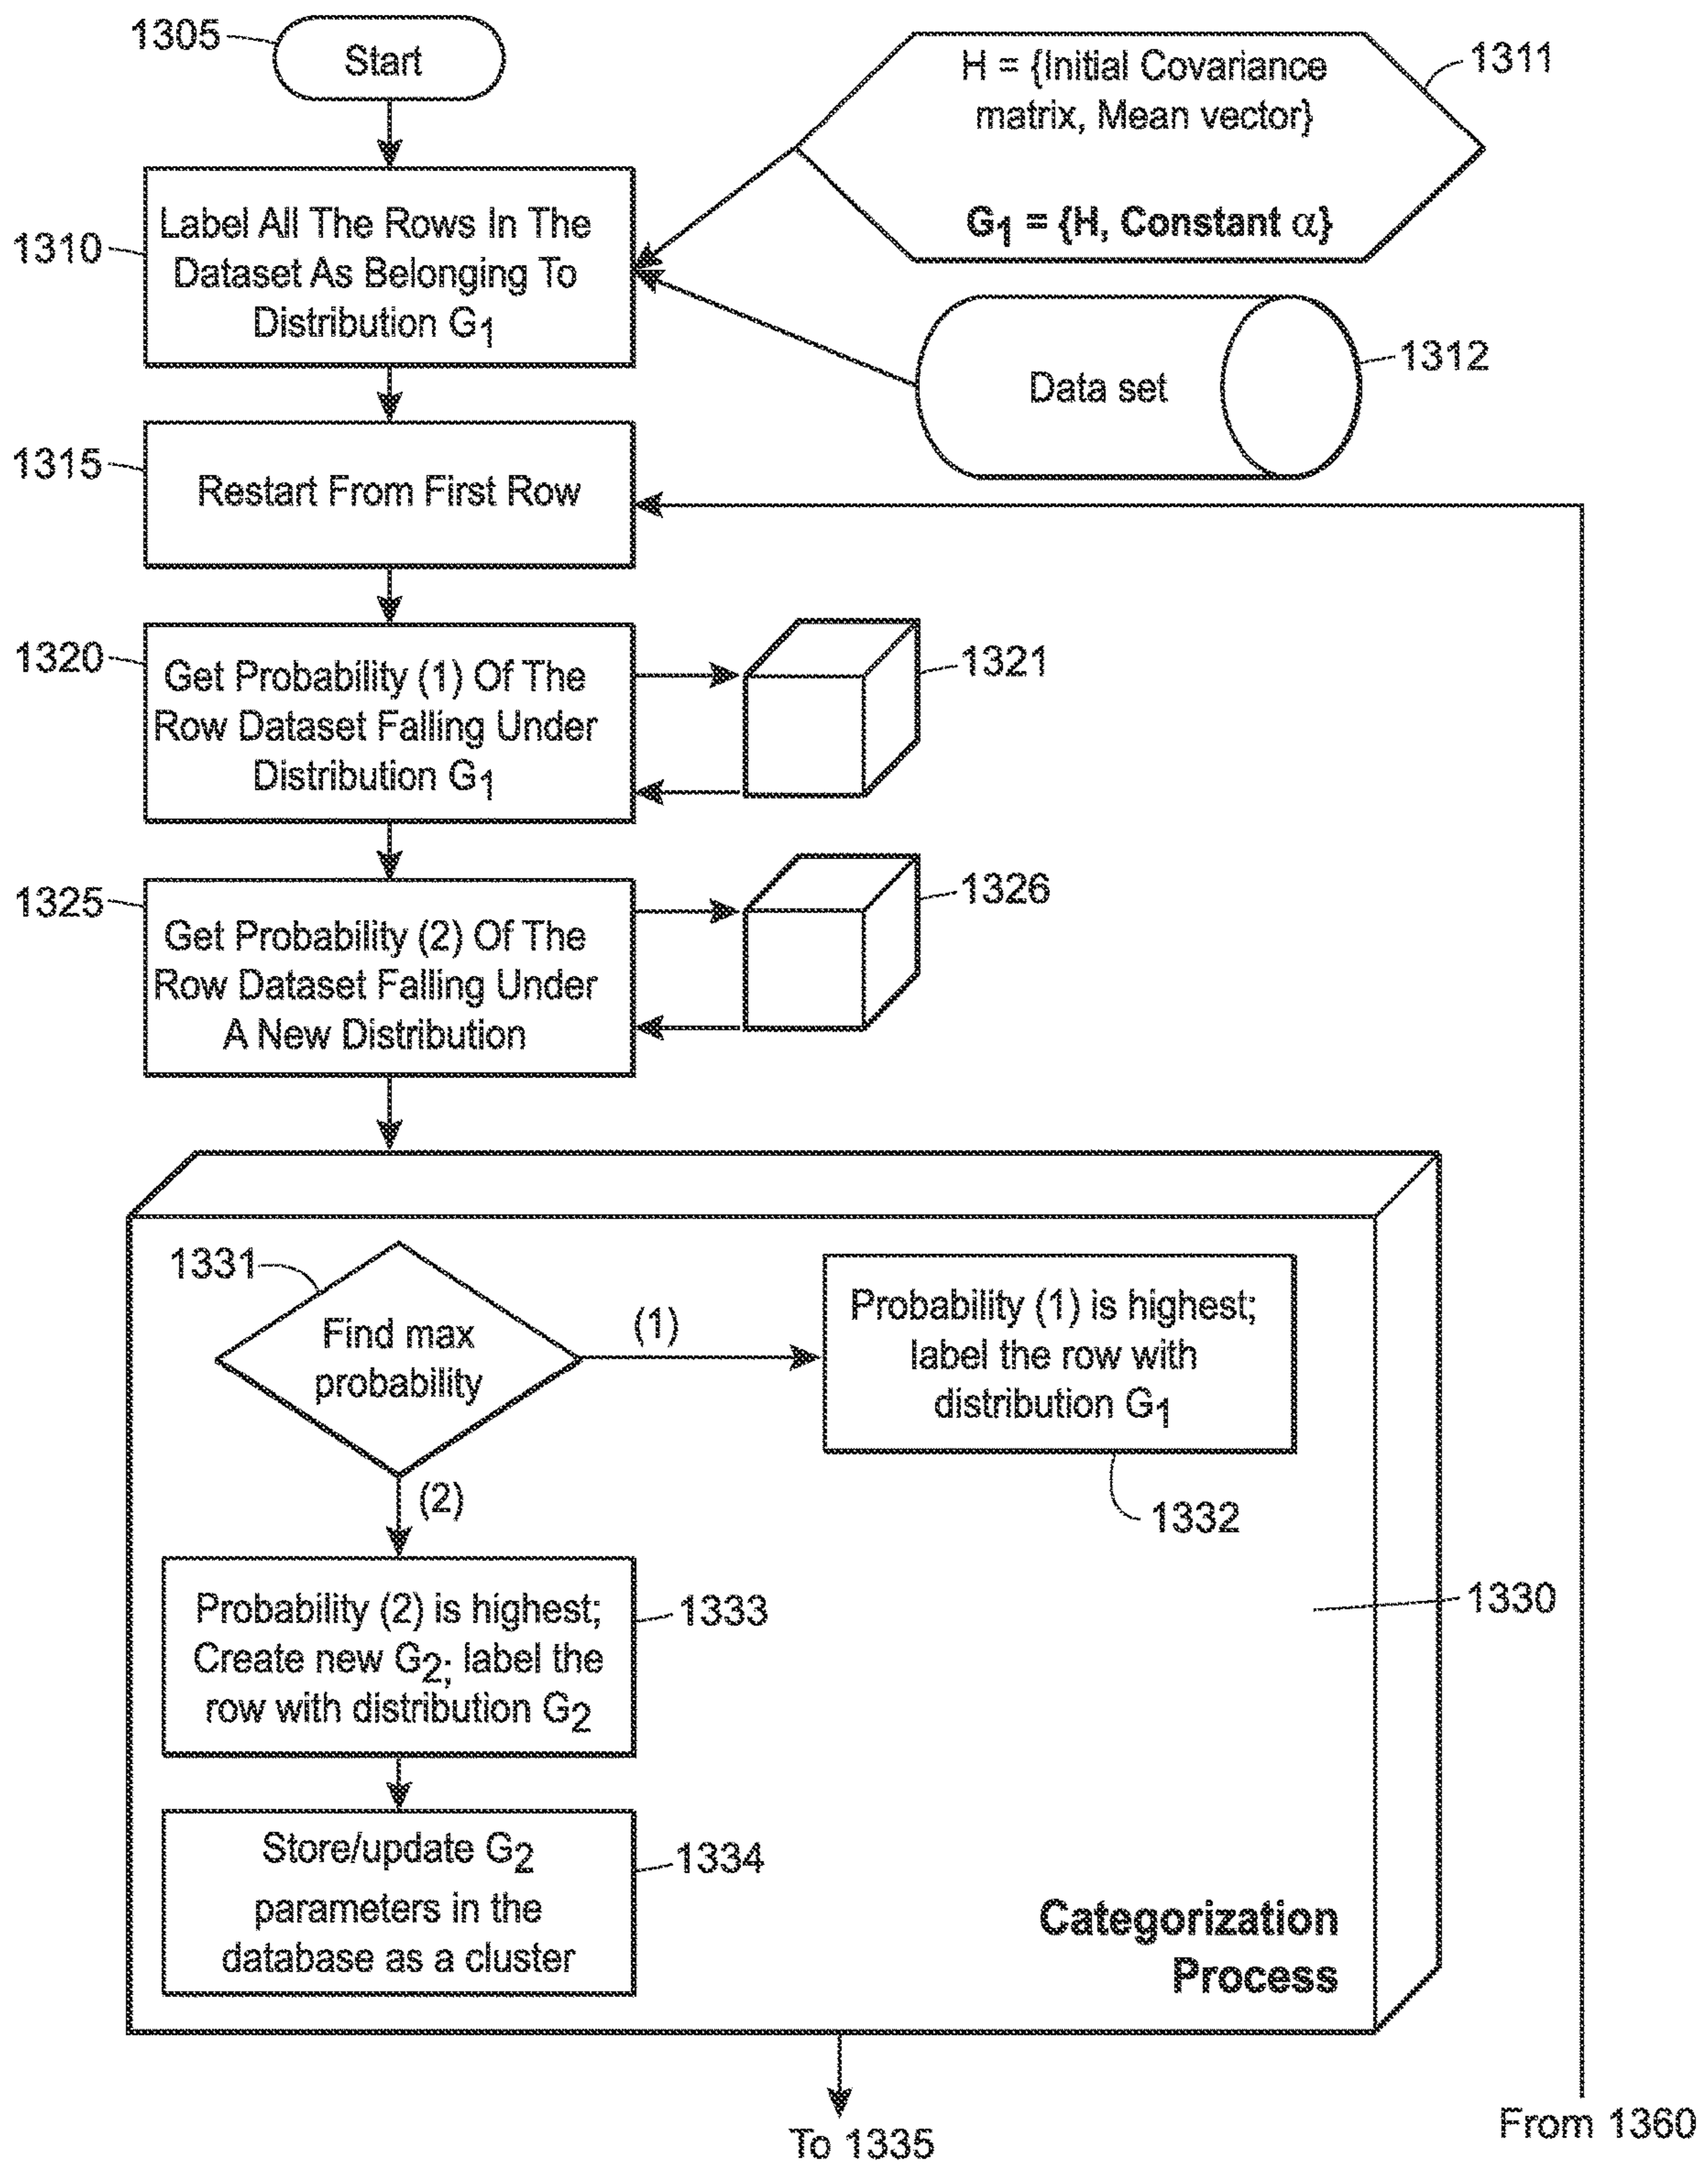 1305
Start
H = {Initial Covariance
matrix, Mean vector}
G1 = {H, Constant α}
1311
1310
Label All The Rows In The
Dataset As Belonging To
Distribution G1
Data set
1312
1315
Restart From First Row
1320
Get Probability (1) Of The
Row Dataset Falling Under
Distribution G1
1321
1325
Get Probability (2) Of The
Row Dataset Falling Under
A New Distribution
1326
1331
Find max
probability
(1)
Probability (1) is highest;
label the row with
distribution G1
1332
(2)
Probability (2) is highest;
Create new G2; label the
row with distribution G2
1333
1330
Store/update G2
parameters in the
database as a cluster
1334
Categorization
Process
To 1335
From 1360